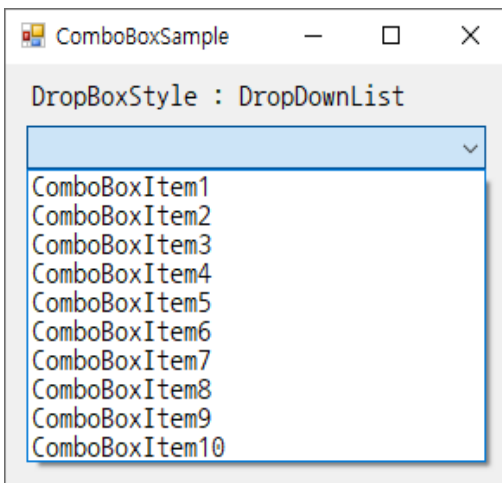 ComboBoxSample
DropBoxStyle : DropDownList
ComboBoxItem1
ComboBoxItem2
ComboBoxItem3
ComboBoxItem4
ComboBoxItem5
ComboBoxItem6
ComboBoxItem7
ComboBoxItem8
ComboBoxItem9
ComboBoxItem10